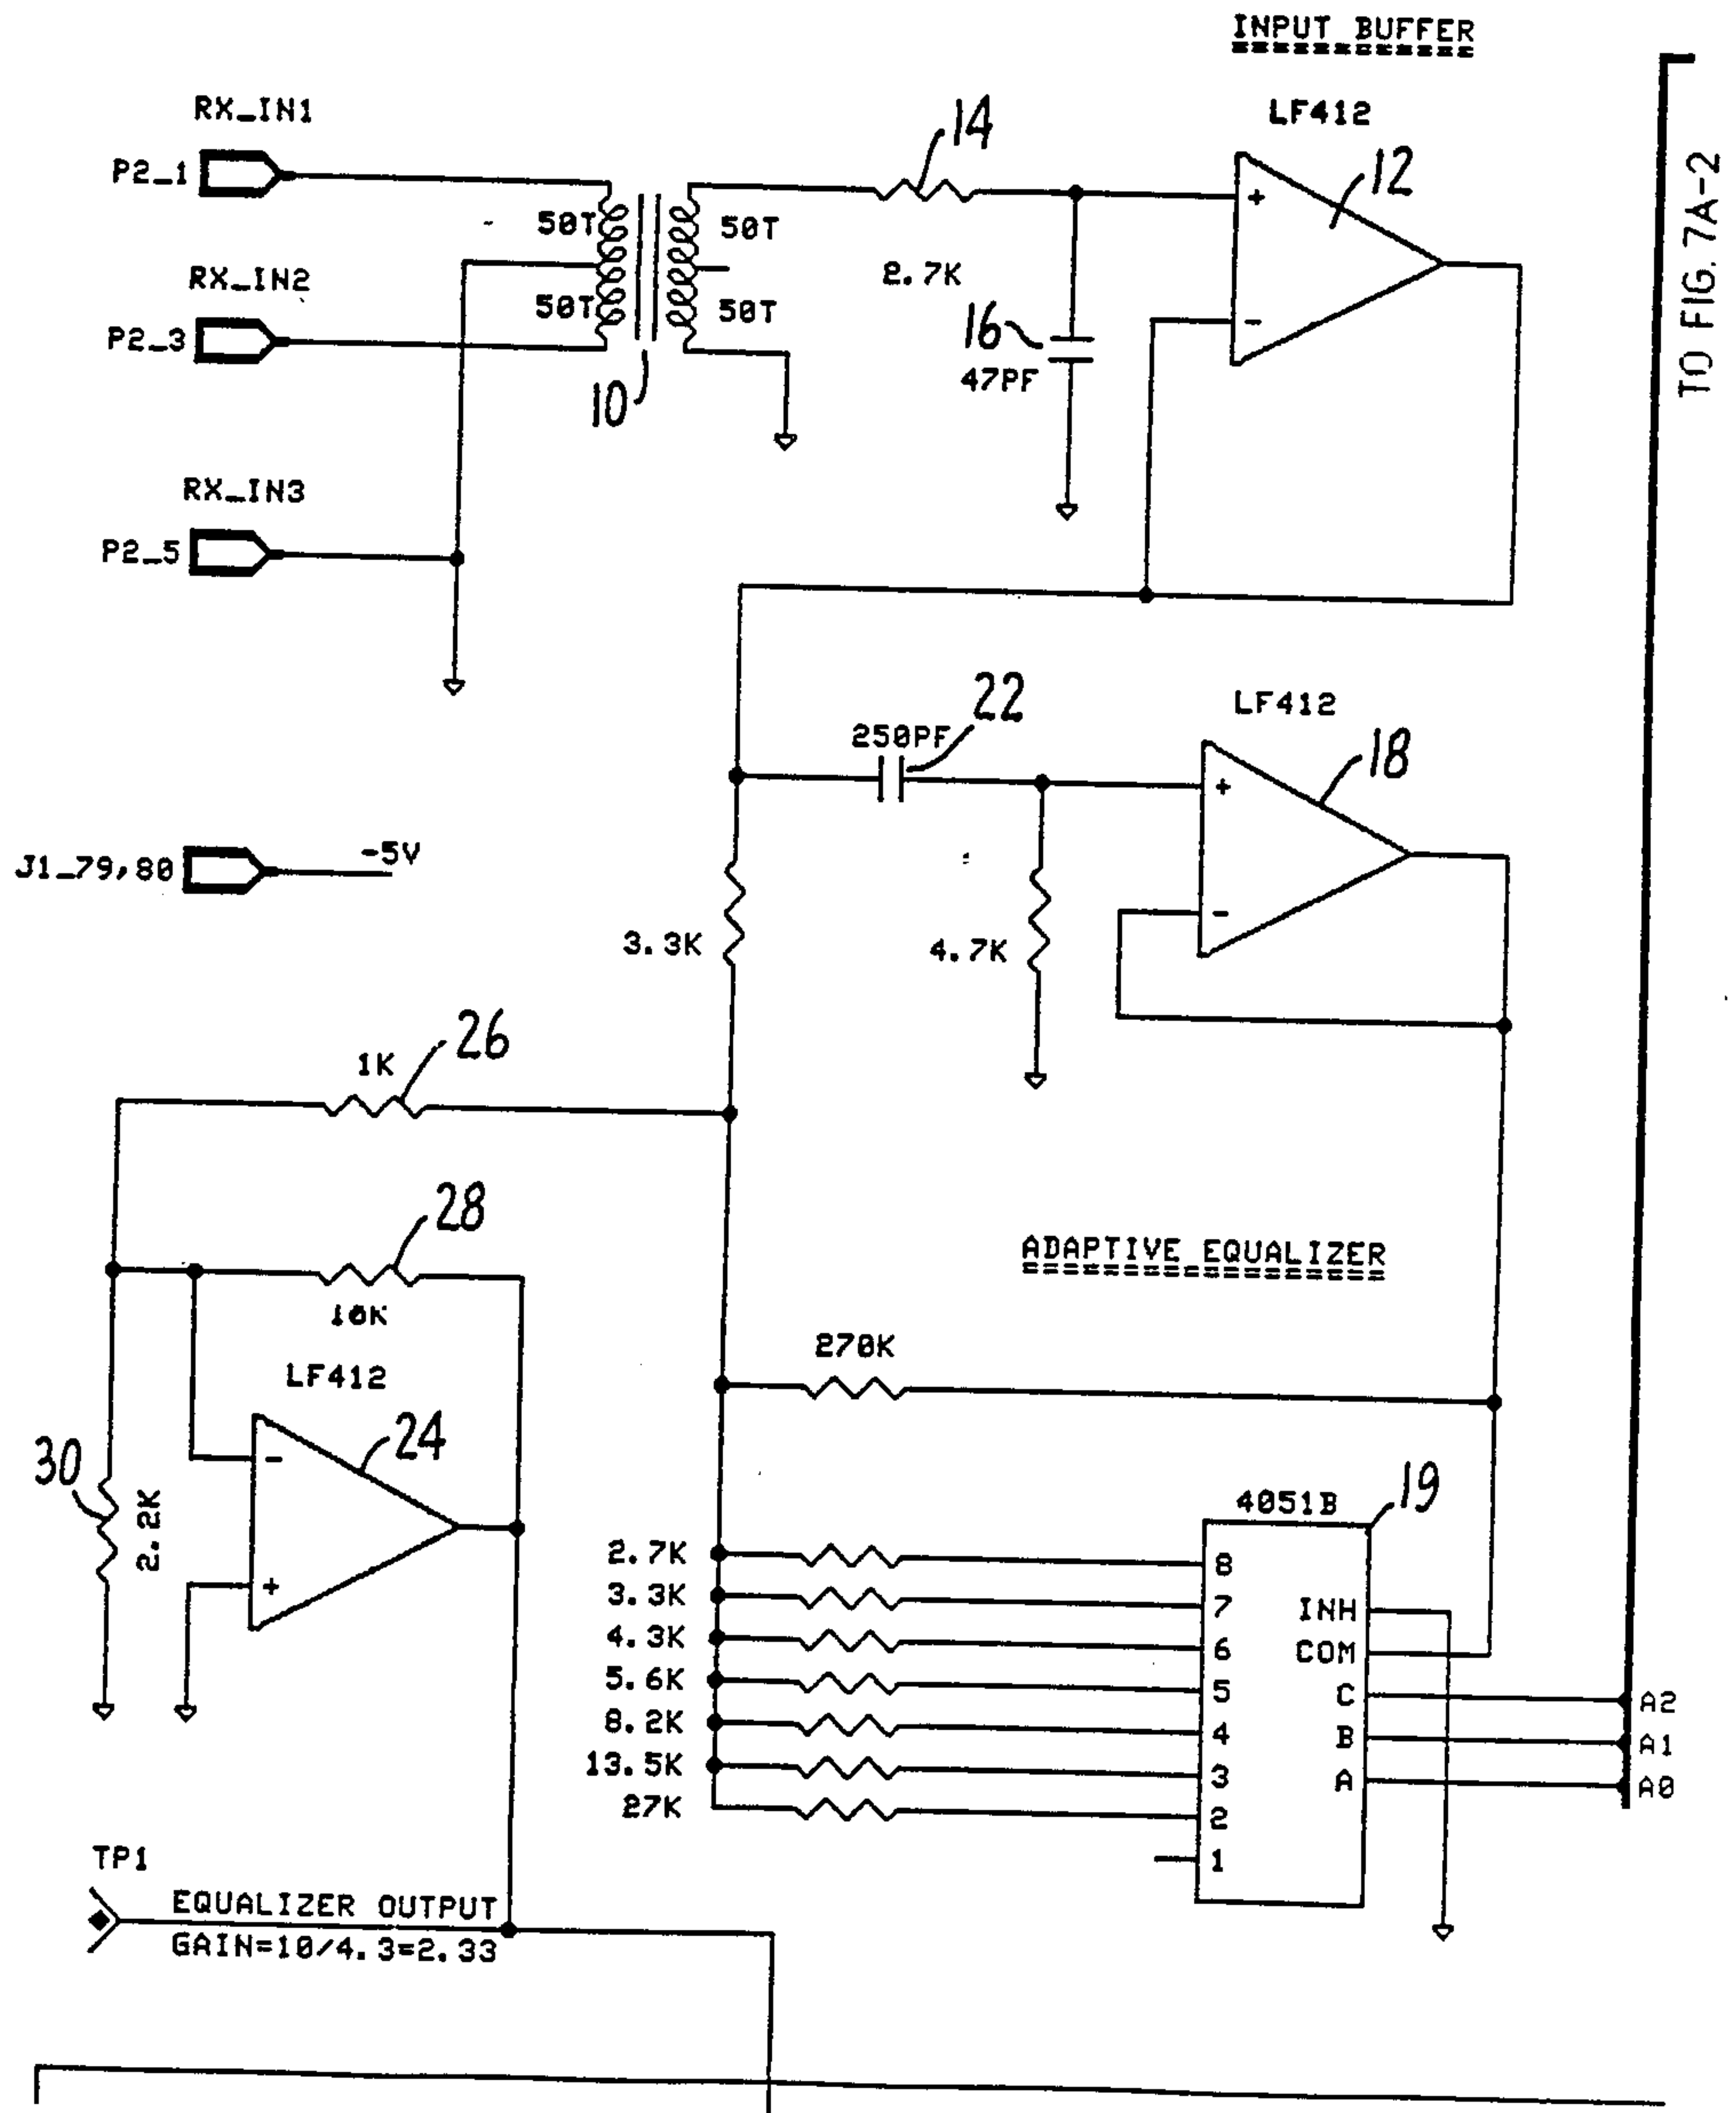 INPUT BUFFER
RX_IN1
LF412
P2_1
14
12
50T
50T
RX_IN2
2.7K
P2_3
50T
50T
16
47PF
10
TO FIG. 7A-2
+
-
RX_IN3
P2_5
22
LF412
250PF
18
+
-
J1_79,80
-5V
3.3K
4.7K
26
1K
28
10K
ADAPTIVE EQUALIZER
LF412
270K
24
30
2.2K
-
+
4051B
19
2.7K
8
3.3K
7
INH
4.3K
6
COM
5.6K
5
C
A2
8.2K
4
B
A1
13.5K
3
A
A0
27K
2
1
TP1
EQUALIZER OUTPUT
GAIN=10/4.3=2.33